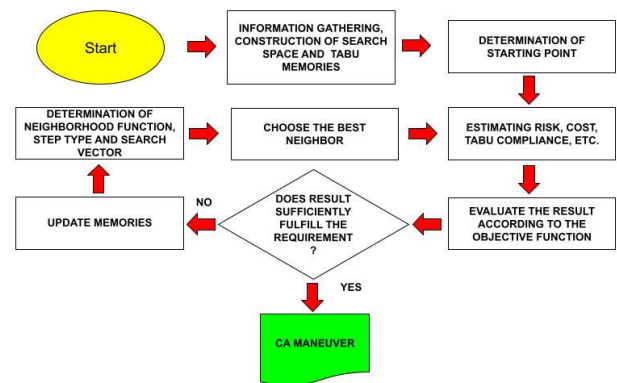 Start
INFORMATION GATHERING,
CONSTRUCTION OF SEARCH
SPACE AND TABU
MEMORIES
DETERMINATION OF
STARTING POINT
DETERMINATION OF
NEIGHBORHOOD FUNCTION,
STEP TYPE AND SEARCH
VECTOR
CHOOSE THE BEST
NEIGHBOR
ESTIMATING RISK, COST,
TABU COMPLIANCE, ETC.
UPDATE MEMORIES
NO
DOES RESULT
SUFFICIENTLY
FULFILL THE
REQUIREMENT
?
EVALUATE THE RESULT
ACCORDING TO THE
OBJECTIVE FUNCTION
YES
CA MANEUVER